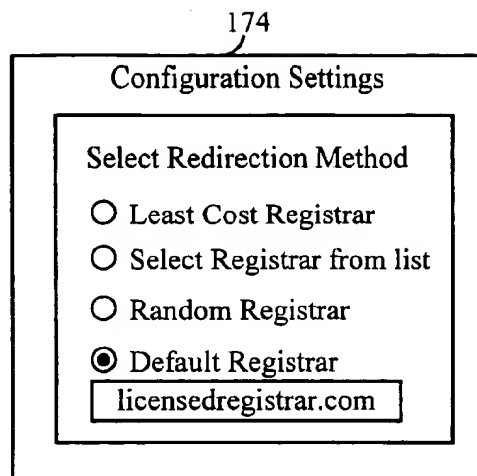 174
Configuration Settings
Select Redirection Method
Least Cost Registrar
Select Registrar from list
Random Registrar
Default Registrar
licensedregistrar.com